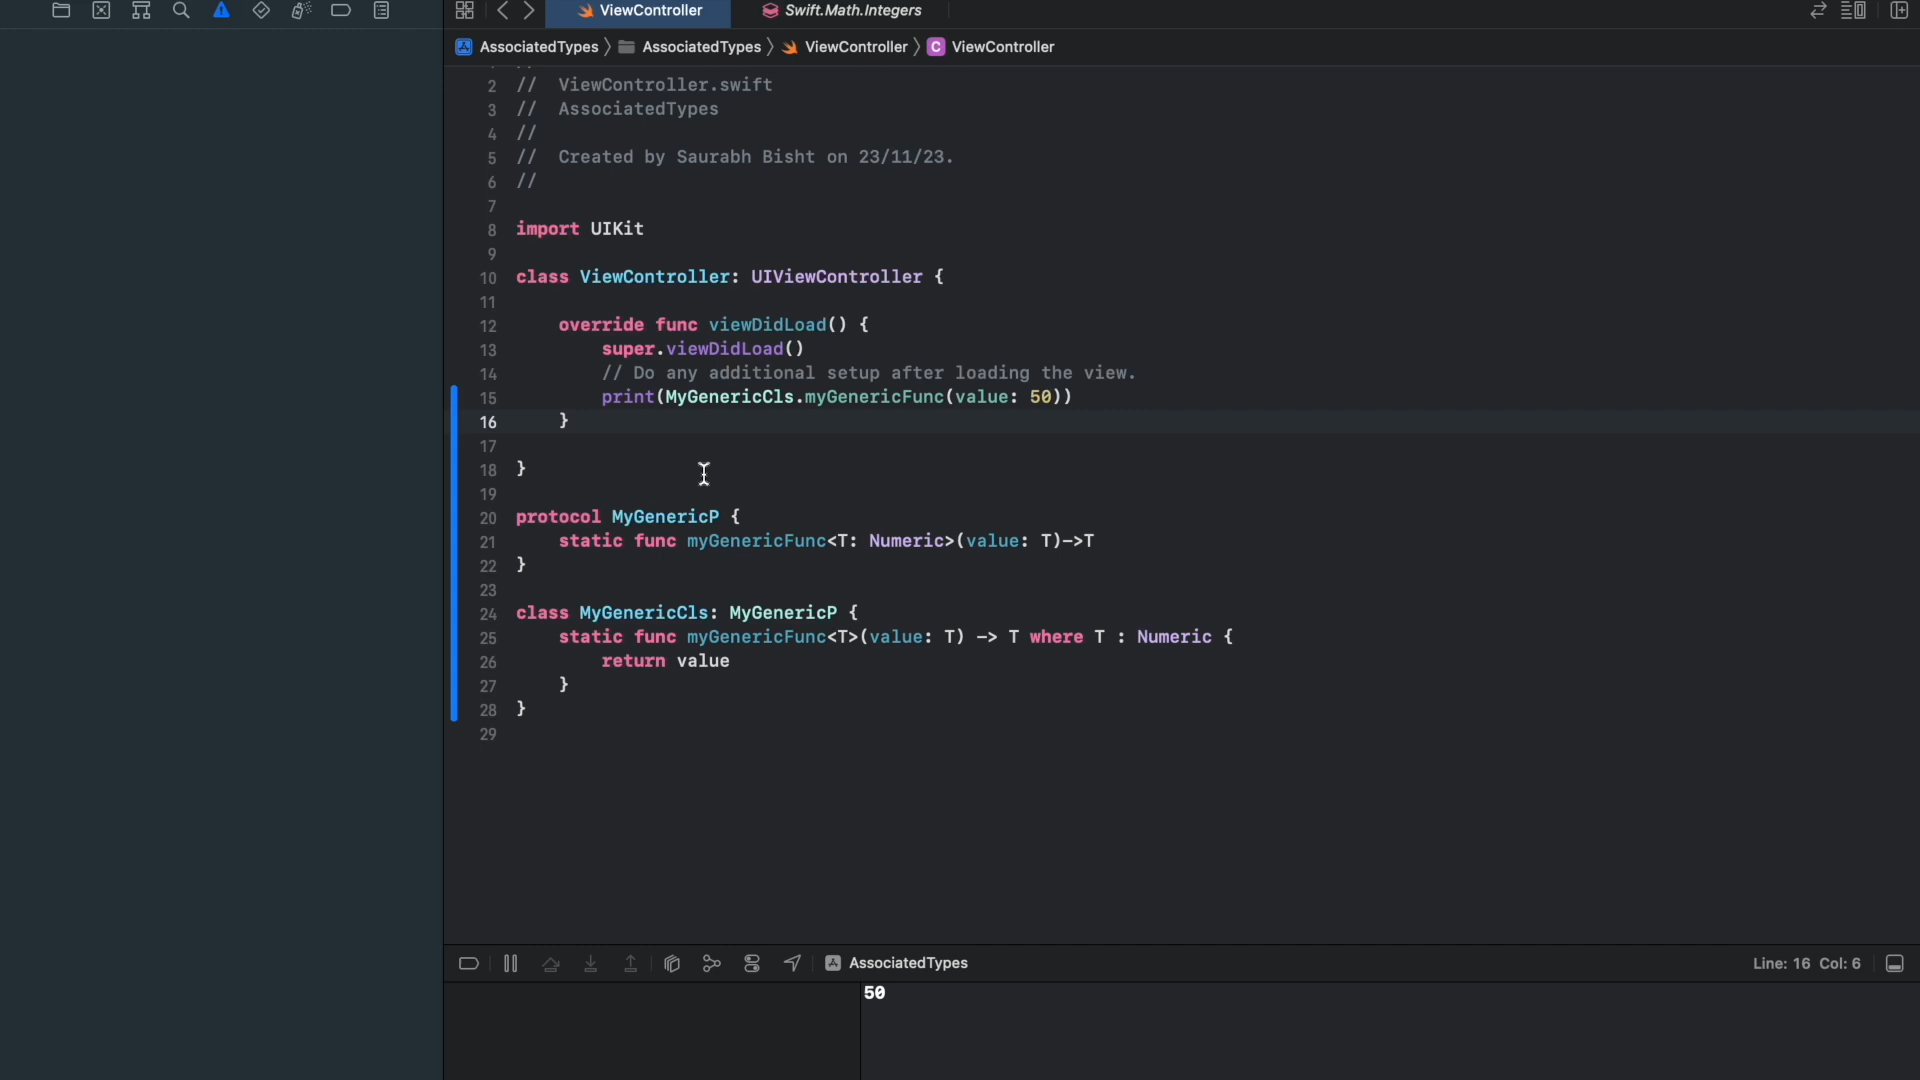 ViewController
Swift.Math.Integers
AssociatedTypes 〉 AssociatedTypes 〉 ViewController 〉 C ViewController
2 //  ViewController.swift
3 //  AssociatedTypes
4 //
5 //  Created by Saurabh Bisht on 23/11/23.
6 //
7
8 import UIKit
9
10 class ViewController: UIViewController {
11
12     override func viewDidLoad() {
13         super.viewDidLoad()
14         // Do any additional setup after loading the view.
15         print(MyGenericCls.myGenericFunc(value: 50))
16     }
17
18 }
19
20 protocol MyGenericP {
21     static func myGenericFunc<T: Numeric>(value: T)->T
22 }
23
24 class MyGenericCls: MyGenericP {
25     static func myGenericFunc<T>(value: T) -> T where T : Numeric {
26         return value
27     }
28 }
29
AssociatedTypes
Line: 16 Col: 6
50